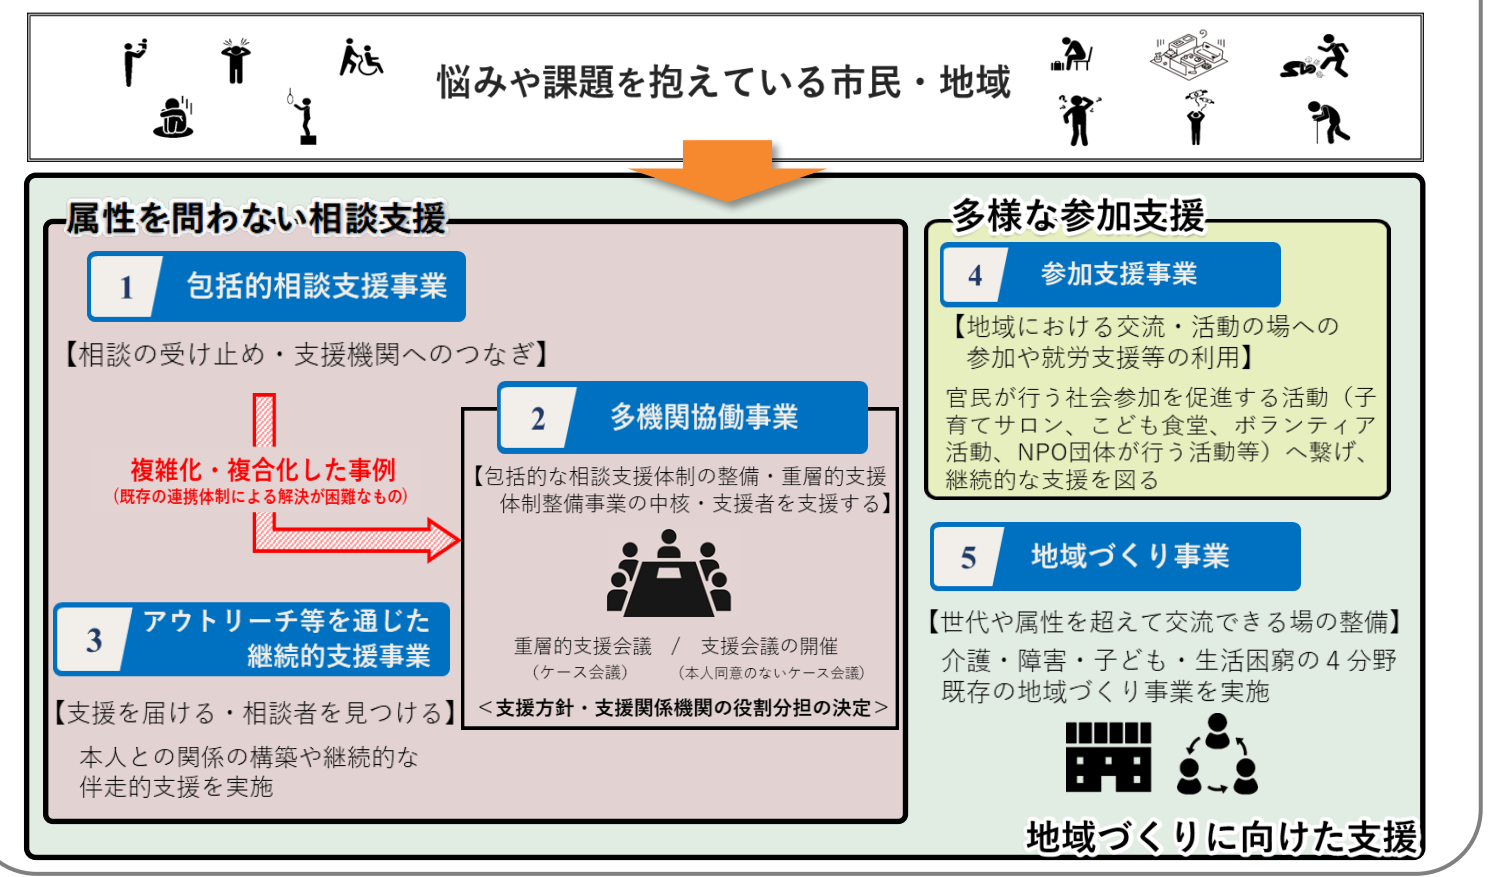 悩みや課題を抱えている市民・地域
属性を問わない相談支援
1 包括的相談支援事業
【相談の受け止め・支援機関へのつなぎ】
複雑化・複合化した事例
(既存の連携体制による解決が困難なもの)
2 多機関協働事業
【包括的な相談支援体制の整備・重層的支援
体制整備事業の中核・支援者を支援する】
重層的支援会議 / 支援会議の開催
(ケース会議) (本人同意のないケース会議)
<支援方針・支援関係機関の役割分担の決定>
3 アウトリーチ等を通じた
継続的支援事業
【支援を届ける・相談者を見つける】
本人との関係の構築や継続的な
伴走的支援を実施
多様な参加支援
4 参加支援事業
【地域における交流・活動の場への
参加や就労支援等の利用】
官民が行う社会参加を促進する活動（子
育てサロン、こども食堂、ボランティア
活動、NPO団体が行う活動等）へ繋げ、
継続的な支援を図る
5 地域づくり事業
【世代や属性を超えて交流できる場の整備】
介護・障害・子ども・生活困窮の４分野
既存の地域づくり事業を実施
地域づくりに向けた支援